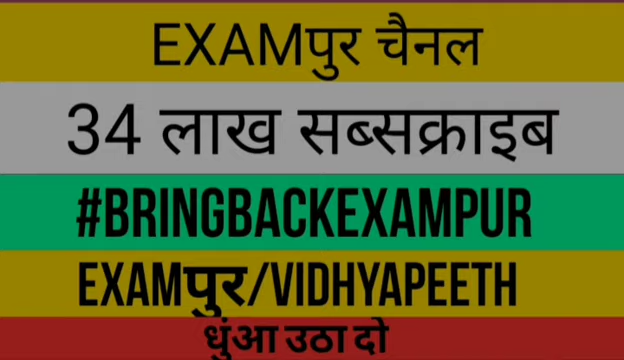 EXAMपुर चैनल
34 लाख सब्सक्राइब
#BRINGBACKEXAMPUR
EXAMपुर/VIDHYAPEETH
धुंआ उठा दो